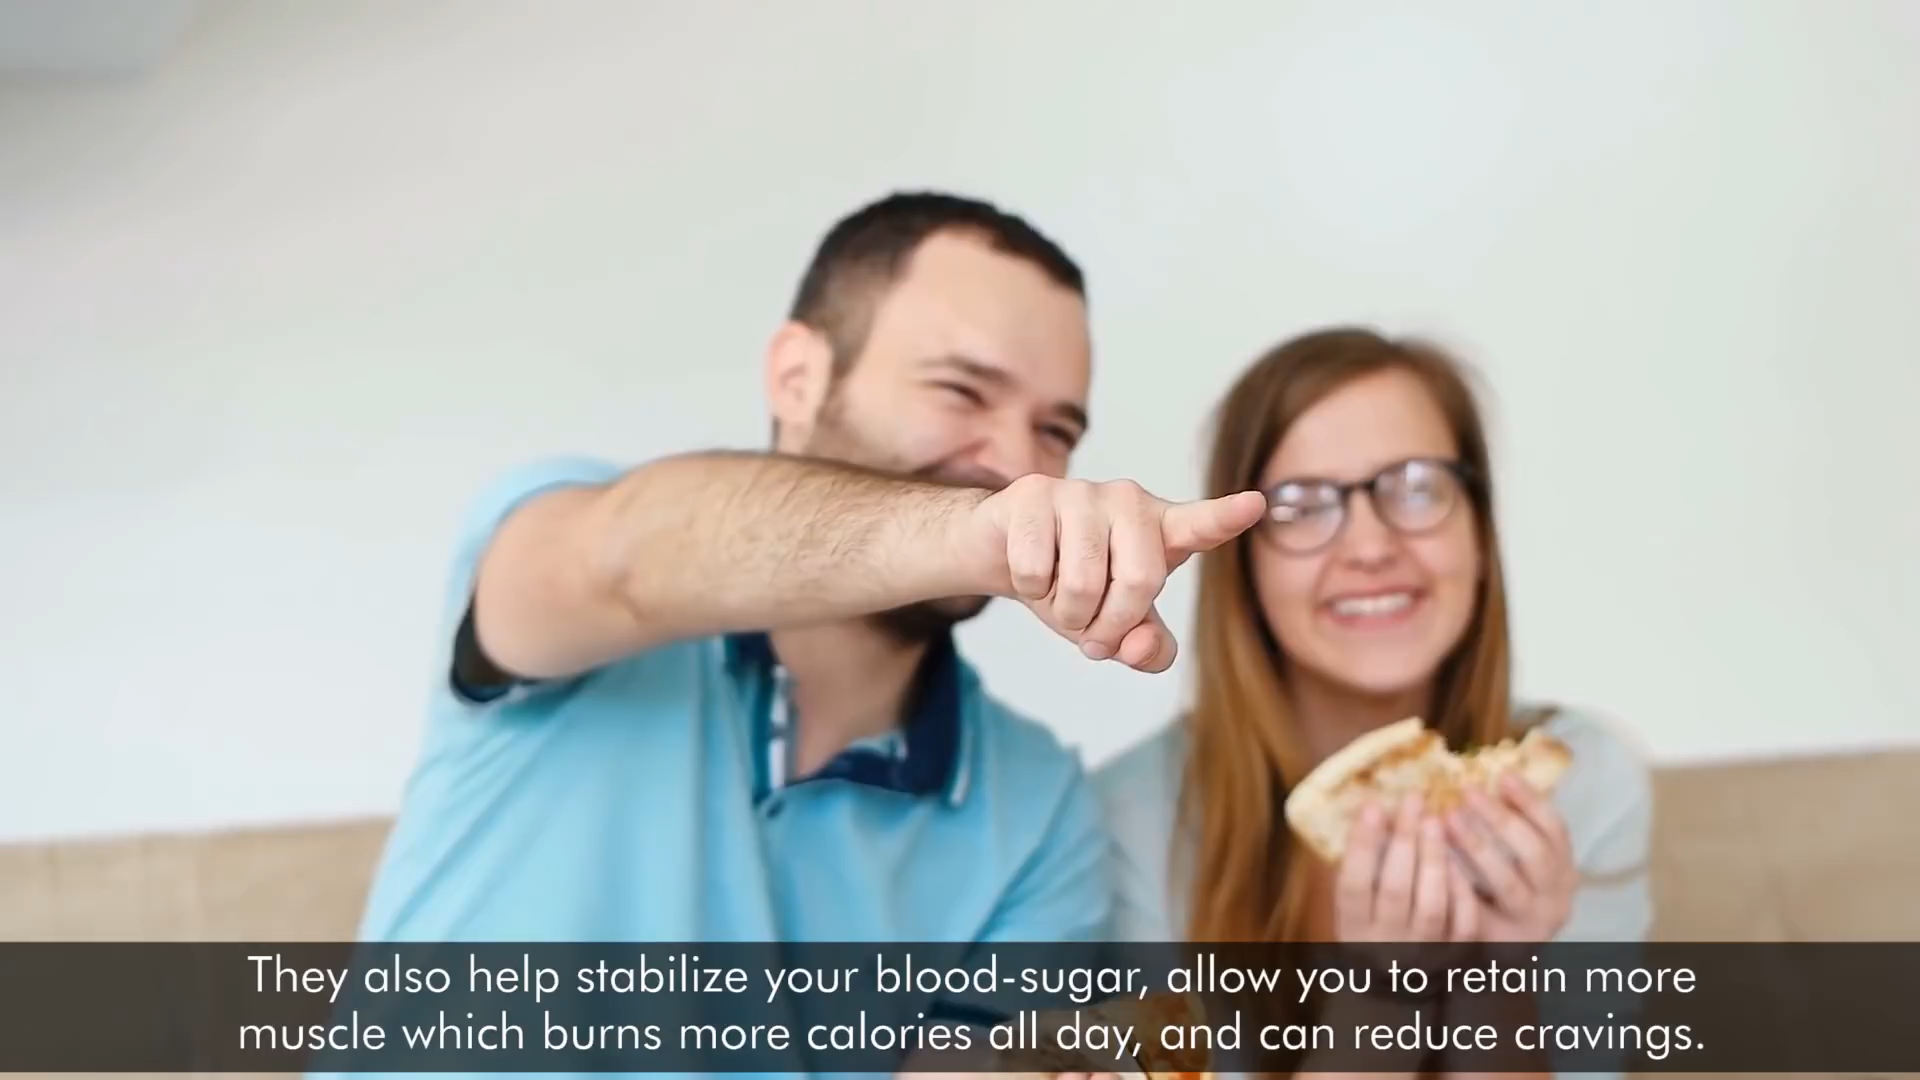 They also help stabilize your blood-sugar, allow you to retain more
muscle which burns more calories all day, and can reduce cravings.